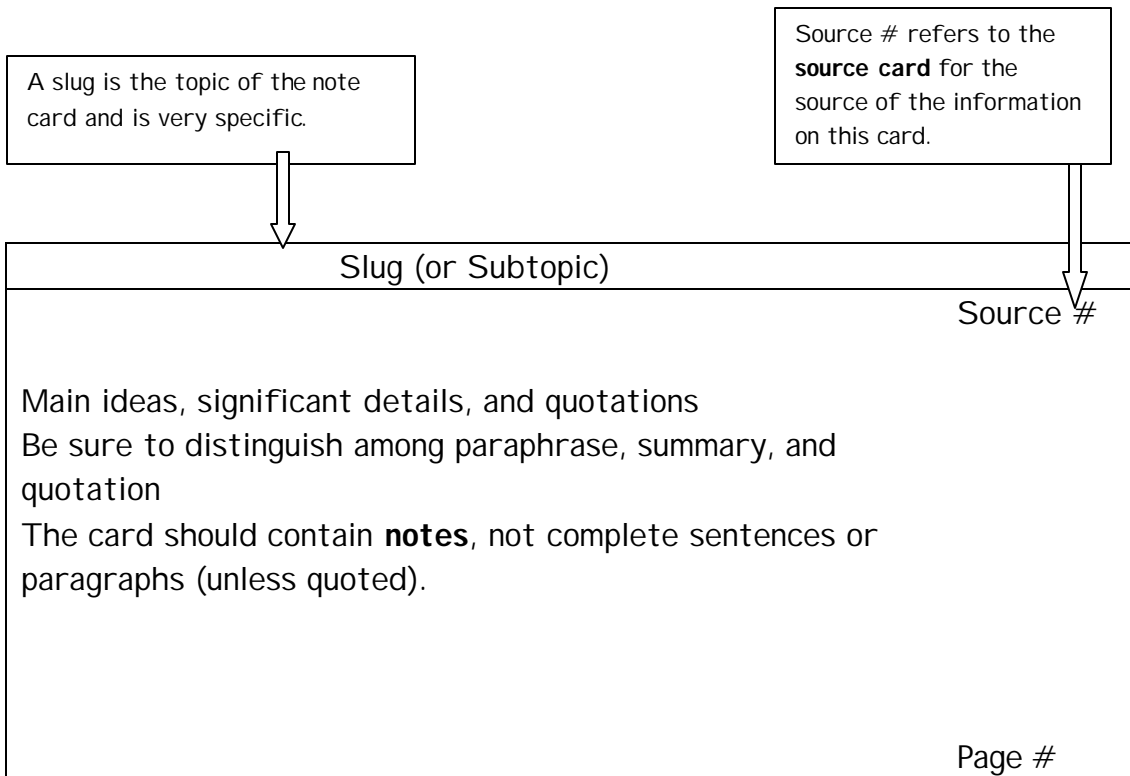 A slug is the topic of the note
card and is very specific.
Source # refers to the
source card for the
source of the information
on this card.
Slug (or Subtopic)
Source #
Main ideas, significant details, and quotations
Be sure to distinguish among paraphrase, summary, and
quotation
The card should contain notes, not complete sentences or
paragraphs (unless quoted).
Page #